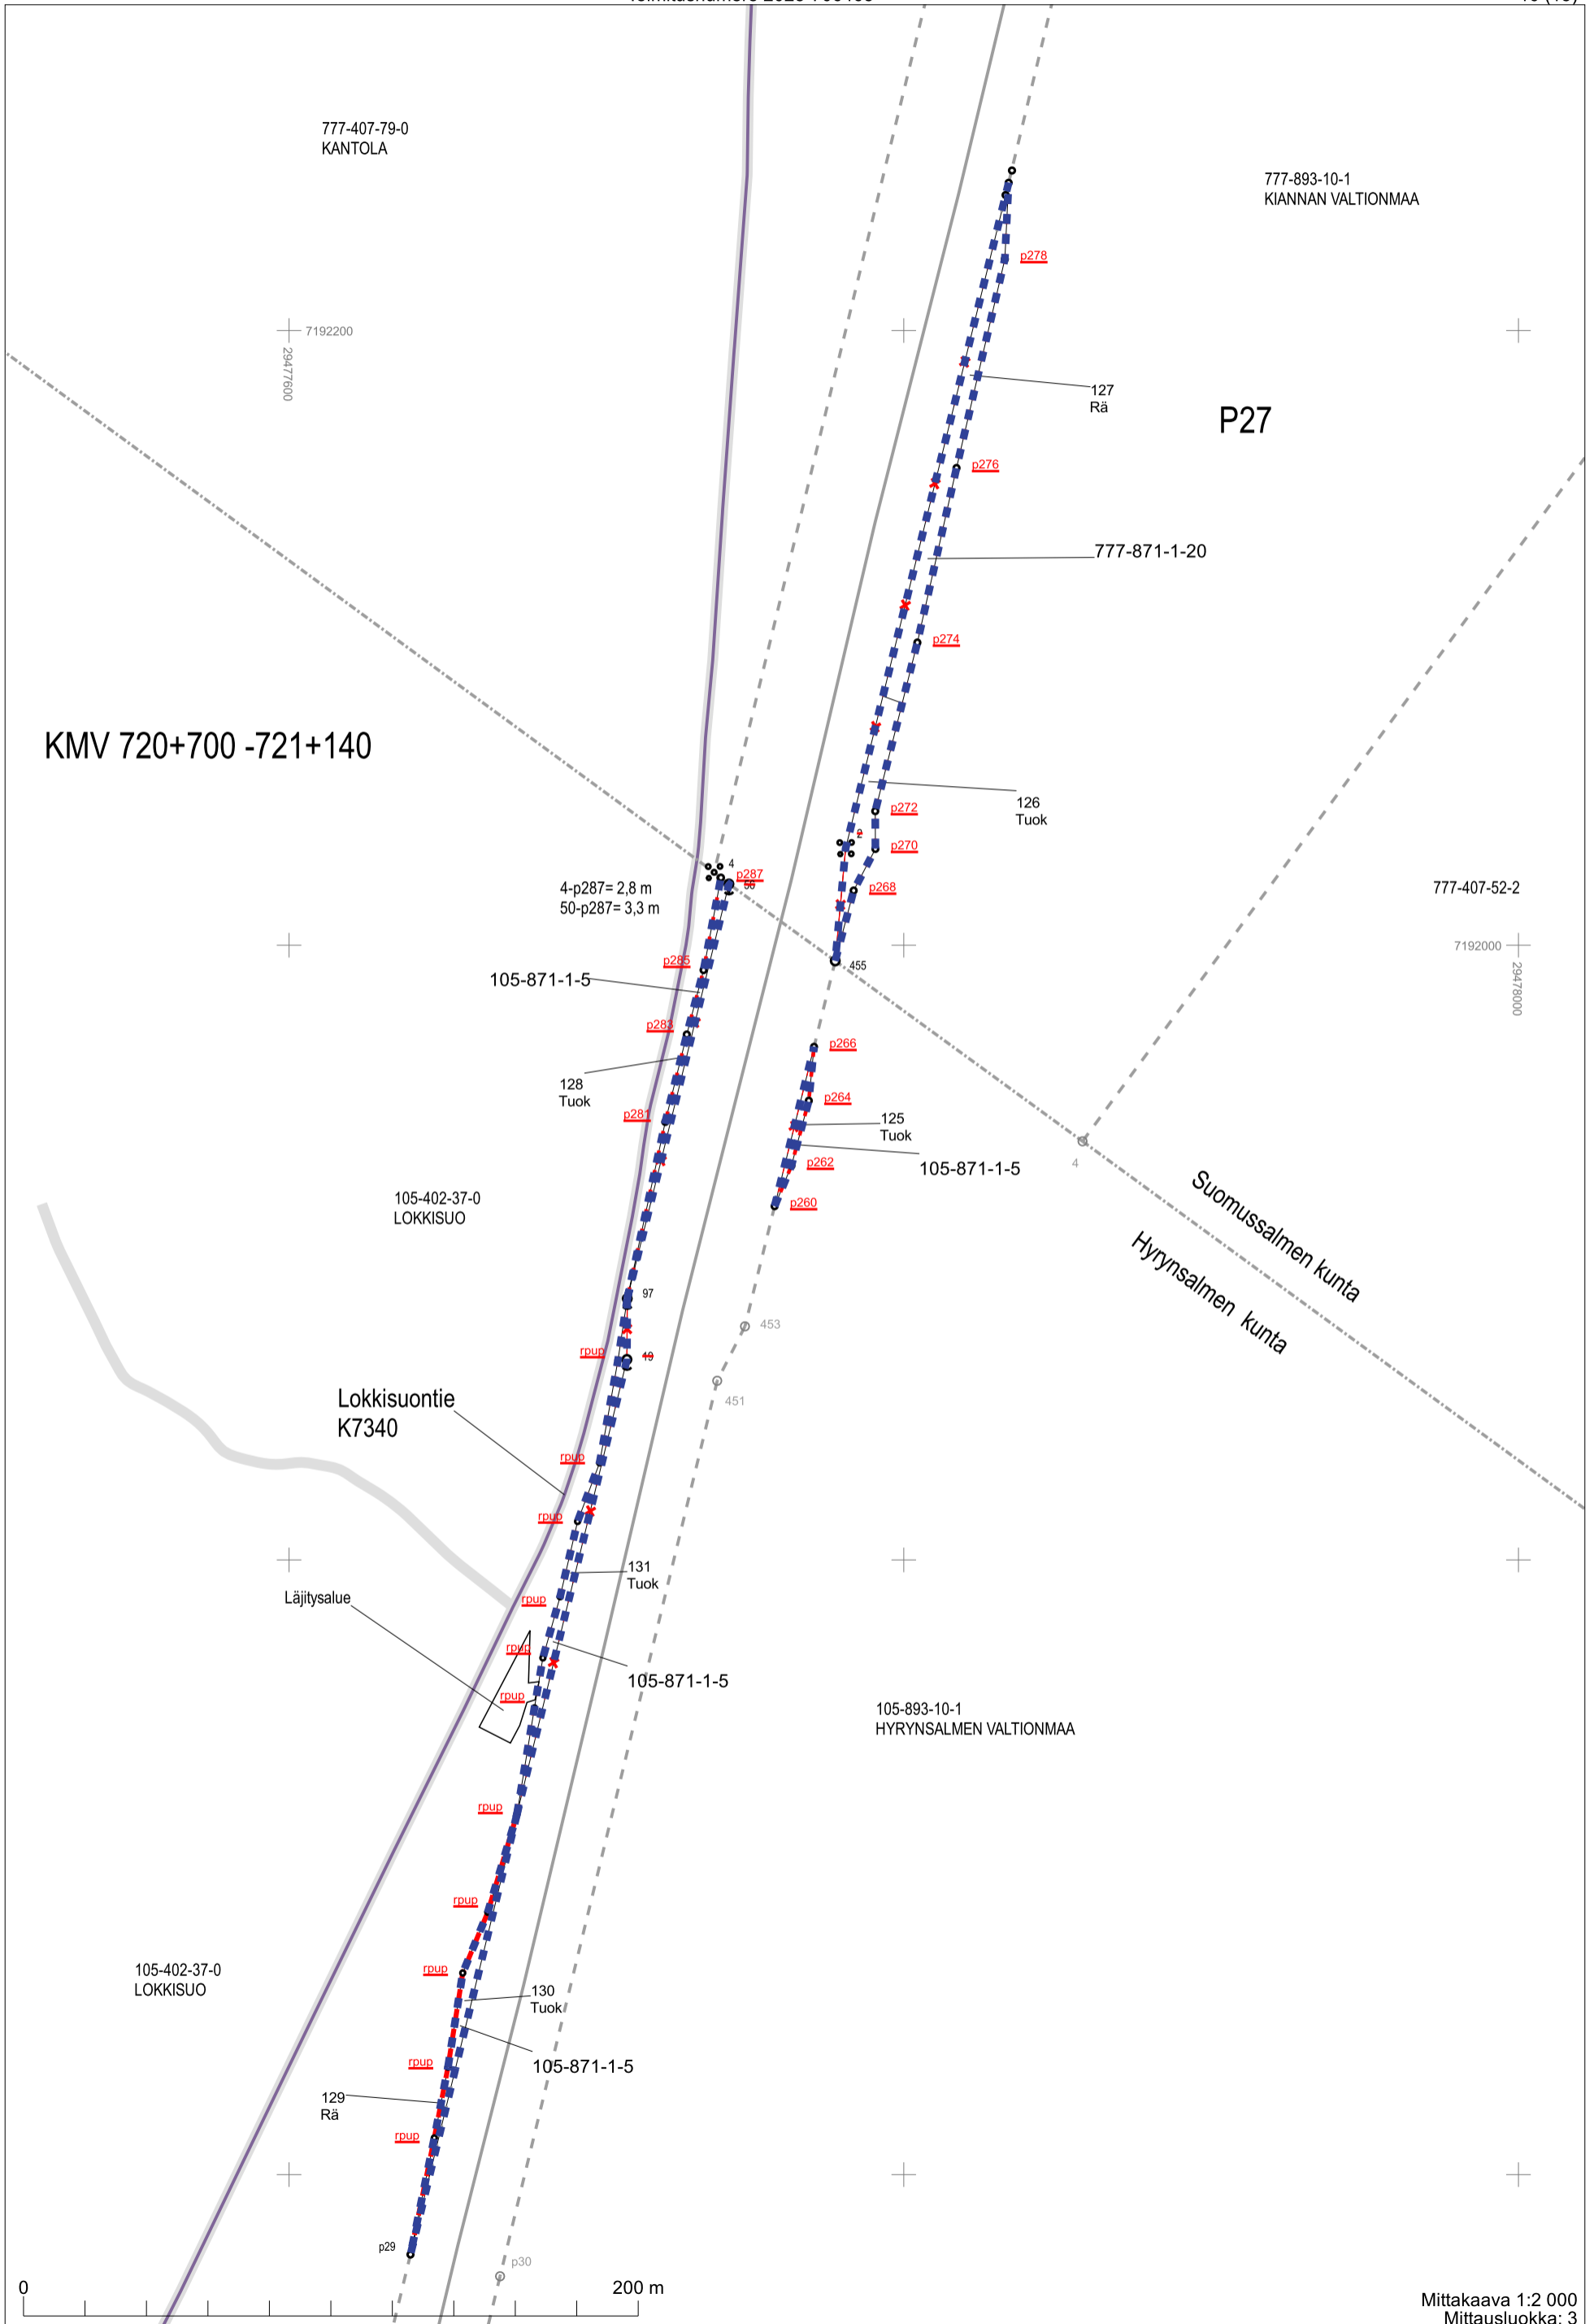 777-407-79-0
KANTOLA
777-893-10-1
KIANNAN VALTIONMAA
p278
7192200
29477600
127
Rä
P27
p276
777-871-1-20
p274
KMV 720+700 -721+140
126
Tuok
p272
2
p270
4
p287
50
4-p287= 2,8 m
50-p287= 3,3 m
p268
777-407-52-2
7192000
29478000
455
p285
105-871-1-5
p283
p266
128
Tuok
p281
p264
125
Tuok
105-871-1-5
p262
4
p260
105-402-37-0
LOKKISUO
Suomussalmen kunta
Hyrynsalmen kunta
97
453
rpup
49
451
Lokkisuontie
K7340
rpup
rpup
131
Tuok
Läjitysalue
rpup
rpup
105-871-1-5
rpup
105-893-10-1
HYRYNSALMEN VALTIONMAA
rpup
rpup
105-402-37-0
LOKKISUO
rpup
130
Tuok
rpup
105-871-1-5
129
Rä
rpup
p29
p30
0
200 m
Mittakaava 1:2 000
Mittausluokka: 3